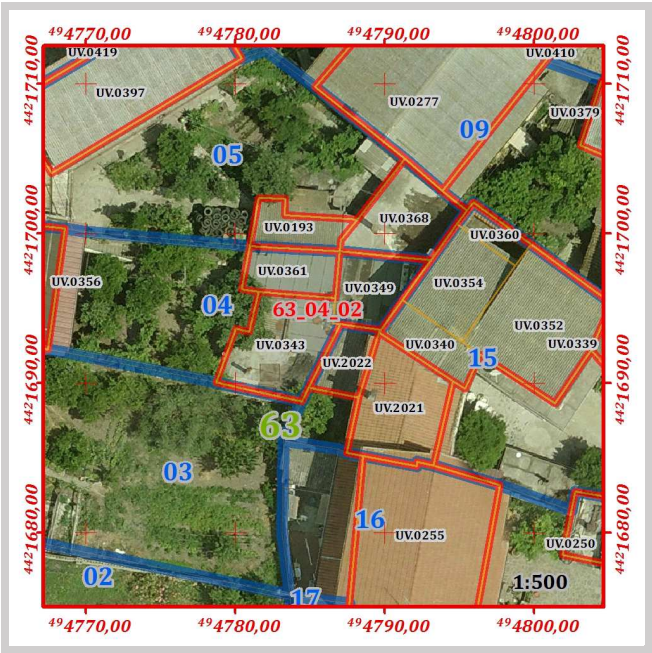 ⁴⁹4770,00 ⁴⁹4780,00 ⁴⁹4790,00 ⁴⁹4800,00
UV.0419
UV.0410
⁴⁴²1710,00
⁴⁴²1710,00
UV.0397
UV.0277
UV.0379
09
05
UV.0368
⁴⁴²1700,00
UV.0193
UV.0360
⁴⁴²1700,00
UV.0361
UV.0356
UV.0349
UV.0354
04
63_04_02
UV.0352
UV.0343
UV.0340
UV.0339
15
UV.2022
⁴⁴²1690,00
⁴⁴²1690,00
UV.2021
63
03
16
UV.0255
⁴⁴²1680,00
UV.0250
⁴⁴²1680,00
02
1:500
17
⁴⁹4770,00 ⁴⁹4780,00 ⁴⁹4790,00 ⁴⁹4800,00